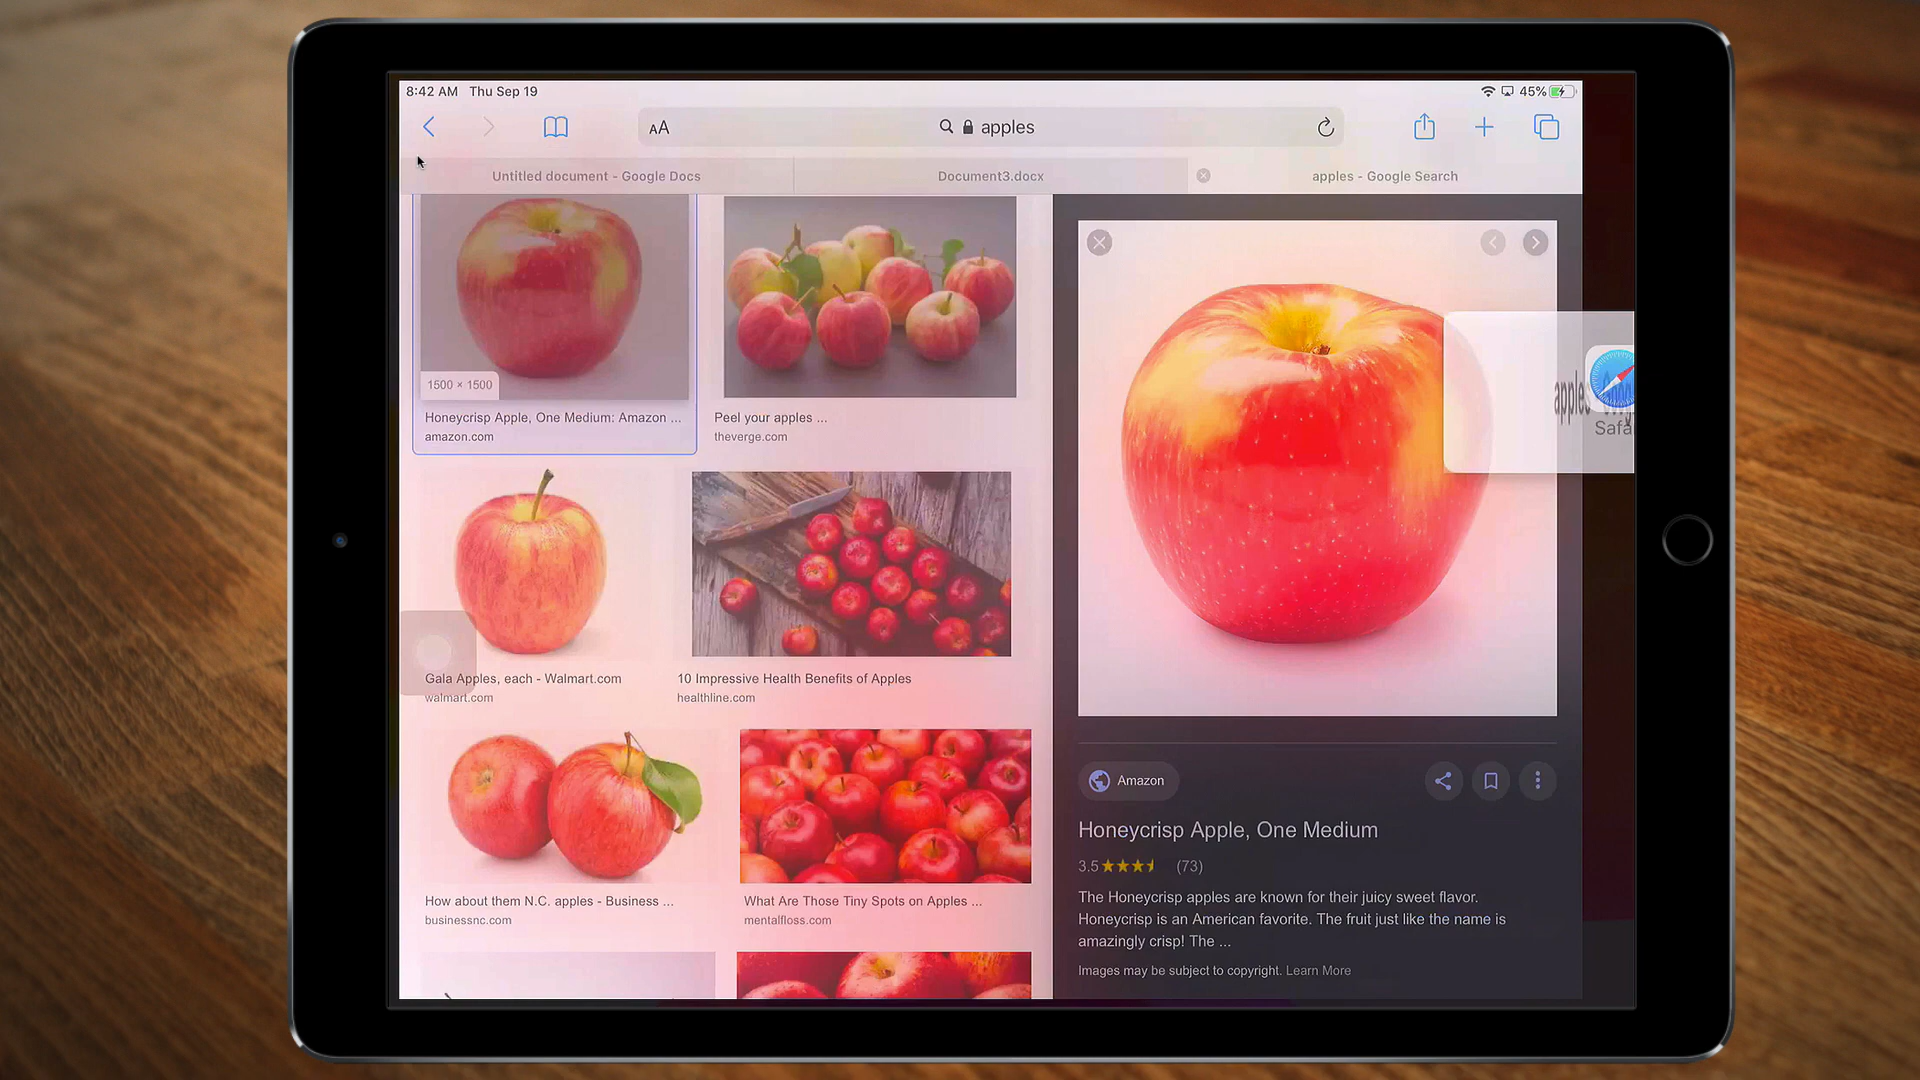 8:42 AM Thu Sep 19
45%
AA
apples
Untitled document - Google Docs
Document3.docx
apples - Google Search
1500 × 1500
Honeycrisp Apple, One Medium: Amazon ...
amazon.com
Peel your apples ...
theverge.com
apples
Safa
Gala Apples, each - Walmart.com
walmart.com
10 Impressive Health Benefits of Apples
healthline.com
How about them N.C. apples - Business ...
businessnc.com
What Are Those Tiny Spots on Apples ...
mentalfloss.com
Amazon
Honeycrisp Apple, One Medium
3.5 (73)
The Honeycrisp apples are known for their juicy sweet flavor.
Honeycrisp is an American favorite. The fruit just like the name is
amazingly crisp! The ...
Images may be subject to copyright. Learn More